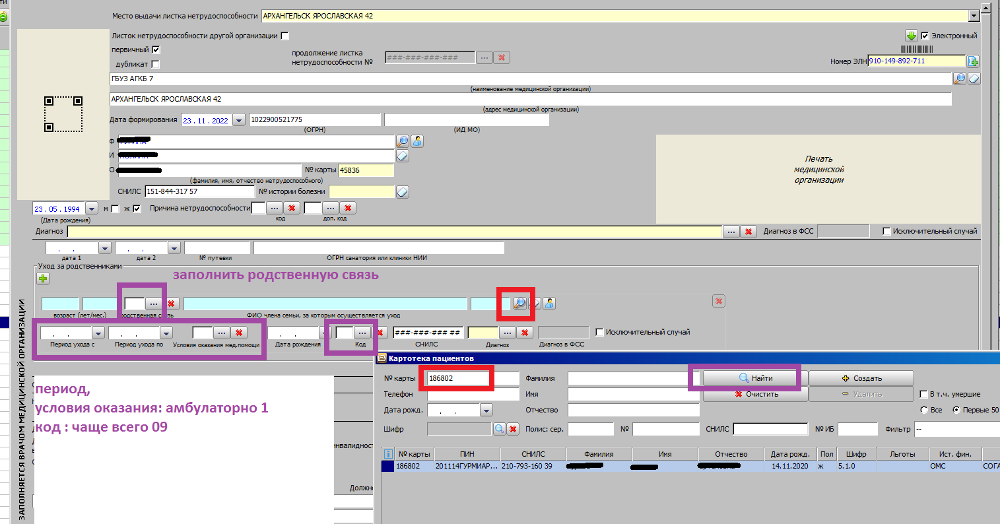 Место выдачи листка нетрудоспособности АРХАНГЕЛЬСК ЯРОСЛАВСКАЯ 42
Листок нетрудоспособности другой организации
Электронный
первичный
продолжение листка
нетрудоспособности № ###-###-###-###
дубликат
Номер ЭЛН 910-149-892-711
ГБУЗ АГКБ 7
(наименование медицинской организации)
АРХАНГЕЛЬСК ЯРОСЛАВСКАЯ 42
(адрес медицинской организации)
Дата формирования 23 . 11 . 2022 1022900521775
(ОГРН) (ИД МО)
Ф
И
О № карты 45836
(фамилия, имя, отчество нетрудоспособного)
СНИЛС 151-844-317 57 № истории болезни
Печать
медицинской
организации
23 . 05 . 1994 м ж Причина нетрудоспособности
(Дата рождения) код доп. код
Диагноз Диагноз в ФСС Исключительный случай
дата 1 дата 2 № путевки ОГРН санатория или клиники НИИ
Уход за родственниками
заполнить родственную связь
возраст (лет/мес.) родственная связь ФИО члена семьи, за которым осуществляется уход
###-###-### ## Исключительный случай
Период ухода с Период ухода по Условия оказания мед.помощи Дата рождения Код СНИЛС Диагноз Диагноз в ФСС
ЗАПОЛНЯЕТСЯ ВРАЧОМ МЕДИЦИНСКОЙ ОРГАНИЗАЦИИ
период,
условия оказания: амбулаторно 1
код : чаще всего 09
Картотека пациентов
№ карты 186802 Фамилия Найти Создать
Телефон Имя Очистить Удалить В т.ч. умершие
Дата рожд. Отчество Все Первые 50
Шифр Полис: сер. № СНИЛС № ИБ Фильтр --
№ карты ПИН СНИЛС Фамилия Имя Отчество Дата рожд. Пол Шифр Льготы Ист. фин.
186802 201114ГУРМИАР... 210-793-160 39 14.11.2020 ж 5.1.0 ОМС СОГА